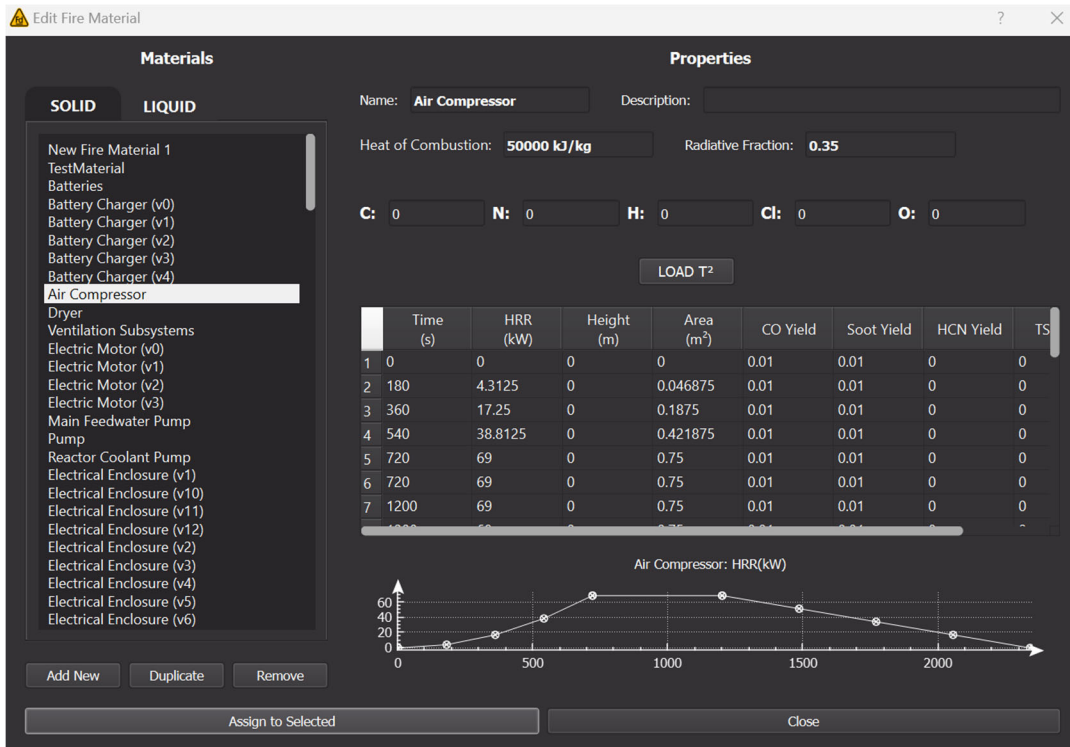 Edit Fire Material
?
Materials
SOLID
LIQUID
New Fire Material 1
TestMaterial
Batteries
Battery Charger (v0)
Battery Charger (v1)
Battery Charger (v2)
Battery Charger (v3)
Battery Charger (v4)
Air Compressor
Dryer
Ventilation Subsystems
Electric Motor (v0)
Electric Motor (v1)
Electric Motor (v2)
Electric Motor (v3)
Main Feedwater Pump
Pump
Reactor Coolant Pump
Electrical Enclosure (v1)
Electrical Enclosure (v10)
Electrical Enclosure (v11)
Electrical Enclosure (v12)
Electrical Enclosure (v2)
Electrical Enclosure (v3)
Electrical Enclosure (v4)
Electrical Enclosure (v5)
Electrical Enclosure (v6)
Add New Duplicate Remove
Properties
Name: Air Compressor Description:
Heat of Combustion: 50000 kJ/kg Radiative Fraction: 0.35
C: 0 N: 0 H: 0 Cl: 0 O: 0
LOAD T²
Time (s) HRR (kW) Height (m) Area (m²) CO Yield Soot Yield HCN Yield TS
1 0 0 0 0 0.01 0.01 0 0
2 180 4.3125 0 0.046875 0.01 0.01 0 0
3 360 17.25 0 0.1875 0.01 0.01 0 0
4 540 38.8125 0 0.421875 0.01 0.01 0 0
5 720 69 0 0.75 0.01 0.01 0 0
6 720 69 0 0.75 0.01 0.01 0 0
7 1200 69 0 0.75 0.01 0.01 0 0
Air Compressor: HRR(kW)
60
40
20
0
0 500 1000 1500 2000
Assign to Selected Close